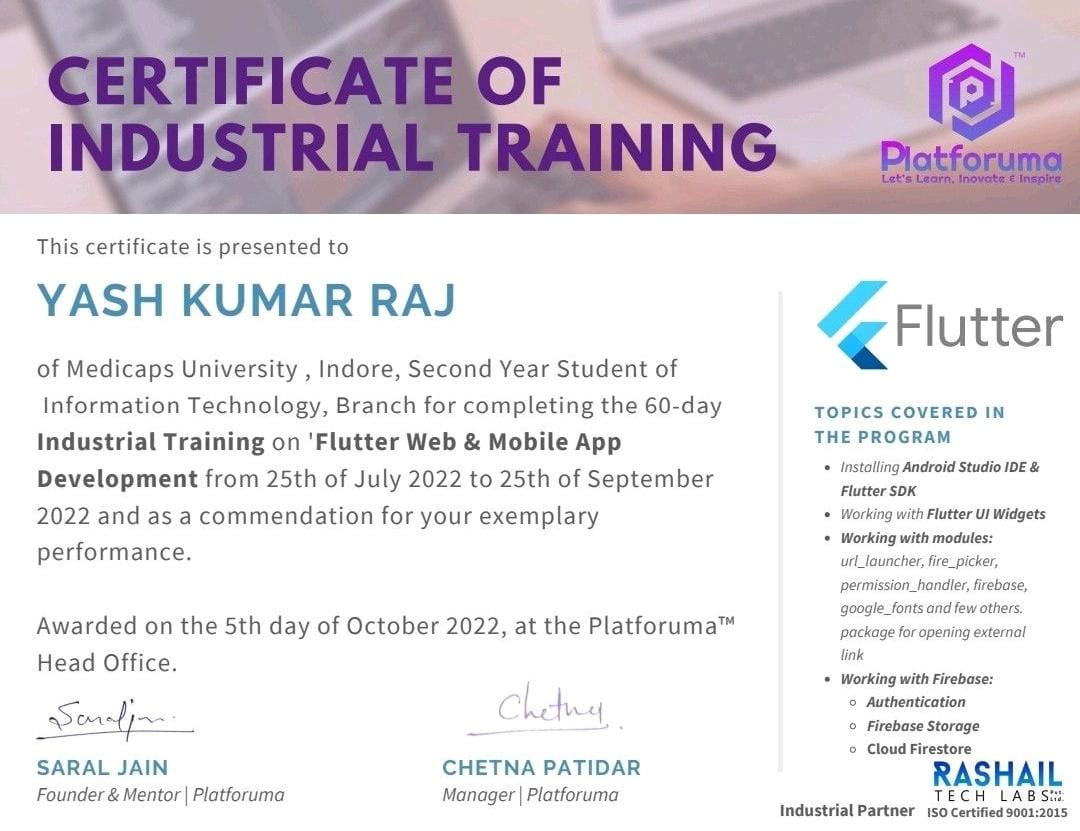 CERTIFICATE OF
INDUSTRIAL TRAINING
™
Platforuma
Let's Learn, Inovate & Inspire
This certificate is presented to
YASH KUMAR RAJ
of Medicaps University , Indore, Second Year Student of
Information Technology, Branch for completing the 60-day
Industrial Training on 'Flutter Web & Mobile App
Development from 25th of July 2022 to 25th of September
2022 and as a commendation for your exemplary
performance.
Awarded on the 5th day of October 2022, at the Platforuma™
Head Office.
Saraljn
Chetna
SARAL JAIN
Founder & Mentor | Platforuma
CHETNA PATIDAR
Manager | Platforuma
Flutter
TOPICS COVERED IN
THE PROGRAM
• Installing Android Studio IDE &
Flutter SDK
• Working with Flutter UI Widgets
• Working with modules:
url_launcher, fire_picker,
permission_handler, firebase,
google_fonts and few others.
package for opening external
link
• Working with Firebase:
○ Authentication
○ Firebase Storage
○ Cloud Firestore
RASHAIL
TECH LABS Pvt. Ltd.
Industrial Partner
ISO Certified 9001:2015